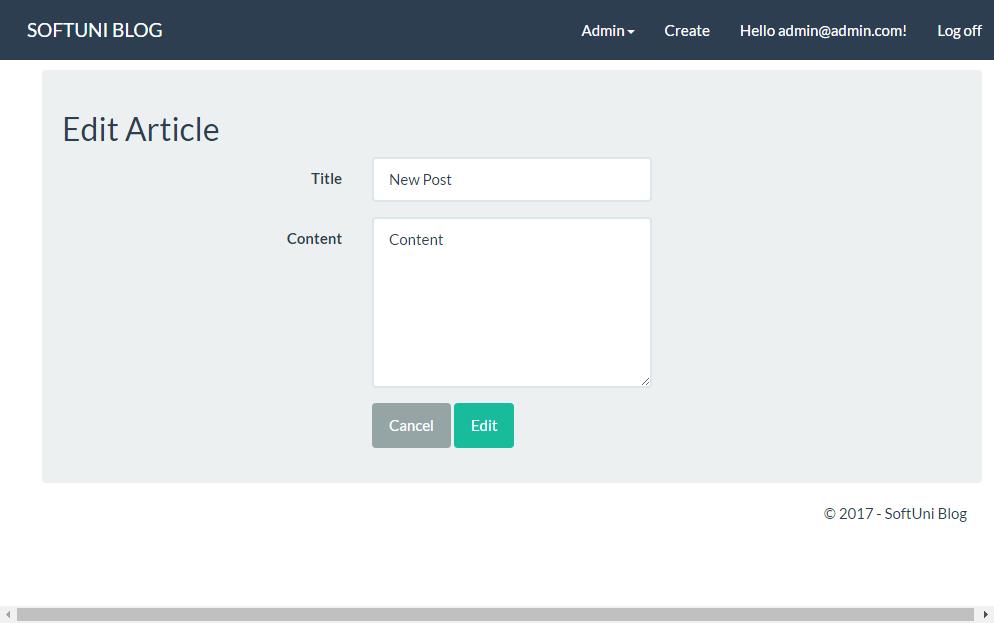 SOFTUNI BLOG
Admin Create Hello admin@admin.com! Log off
Edit Article
Title New Post
Content Content
Cancel Edit
© 2017 - SoftUni Blog